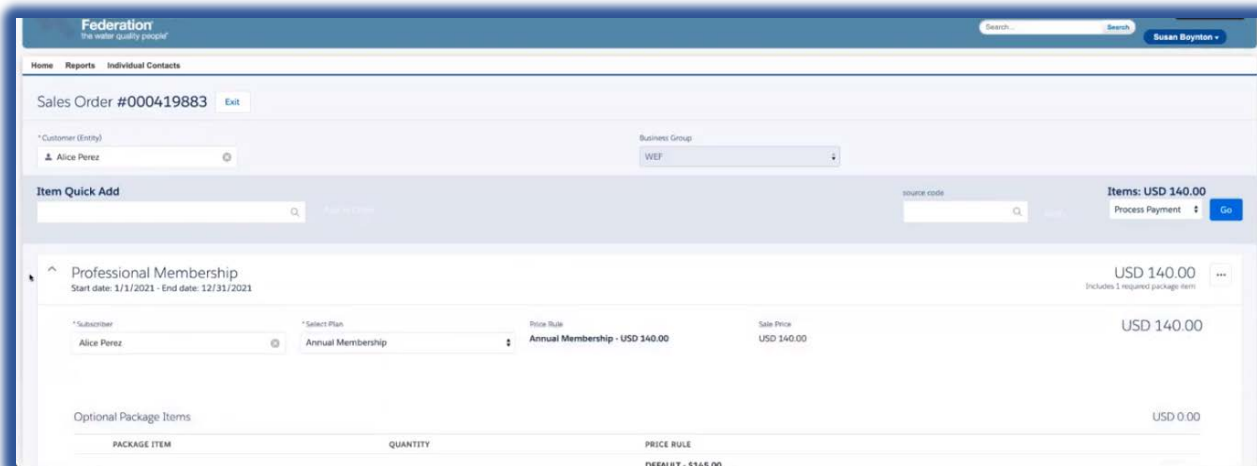 Federation
the water quality people
Search... Search
Susan Boynton
Home Reports Individual Contacts
Sales Order #000419883 Exit
* Customer (Entity) Business Group
Alice Perez WEF
Item Quick Add source code Items: USD 140.00
Process Payment Go
Professional Membership USD 140.00 ...
Start date: 1/1/2021 - End date: 12/31/2021 Includes 1 required package item
* Subscriber * Select Plan Price Rule Sale Price USD 140.00
Alice Perez Annual Membership Annual Membership - USD 140.00 USD 140.00
Optional Package Items USD 0.00
PACKAGE ITEM QUANTITY PRICE RULE
DEFAULT - $145.00